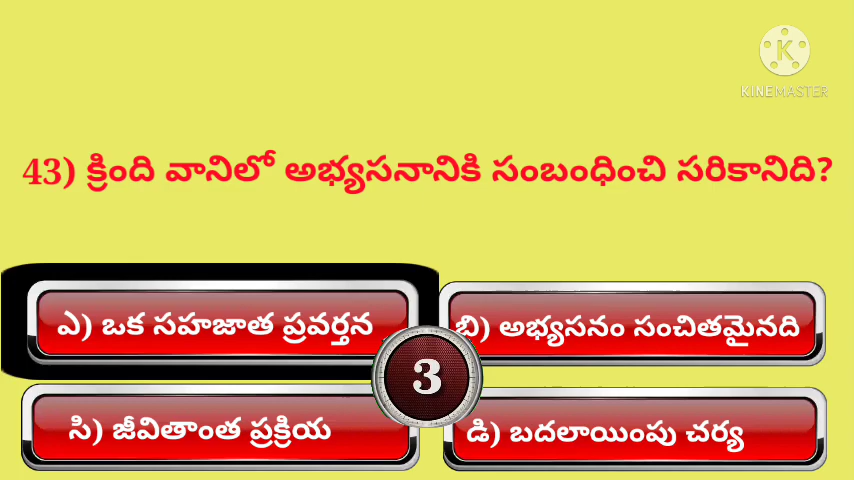 KINEMASTER
43) క్రింది వానిలో అభ్యసనానికి సంబంధించి సరికానిది?
ఎ) ఒక సహజాత ప్రవర్తన
బి) అభ్యసనం సంచితమైనది
3
సి) జీవితాంత ప్రక్రియ
డి) బదలాయింపు చర్య